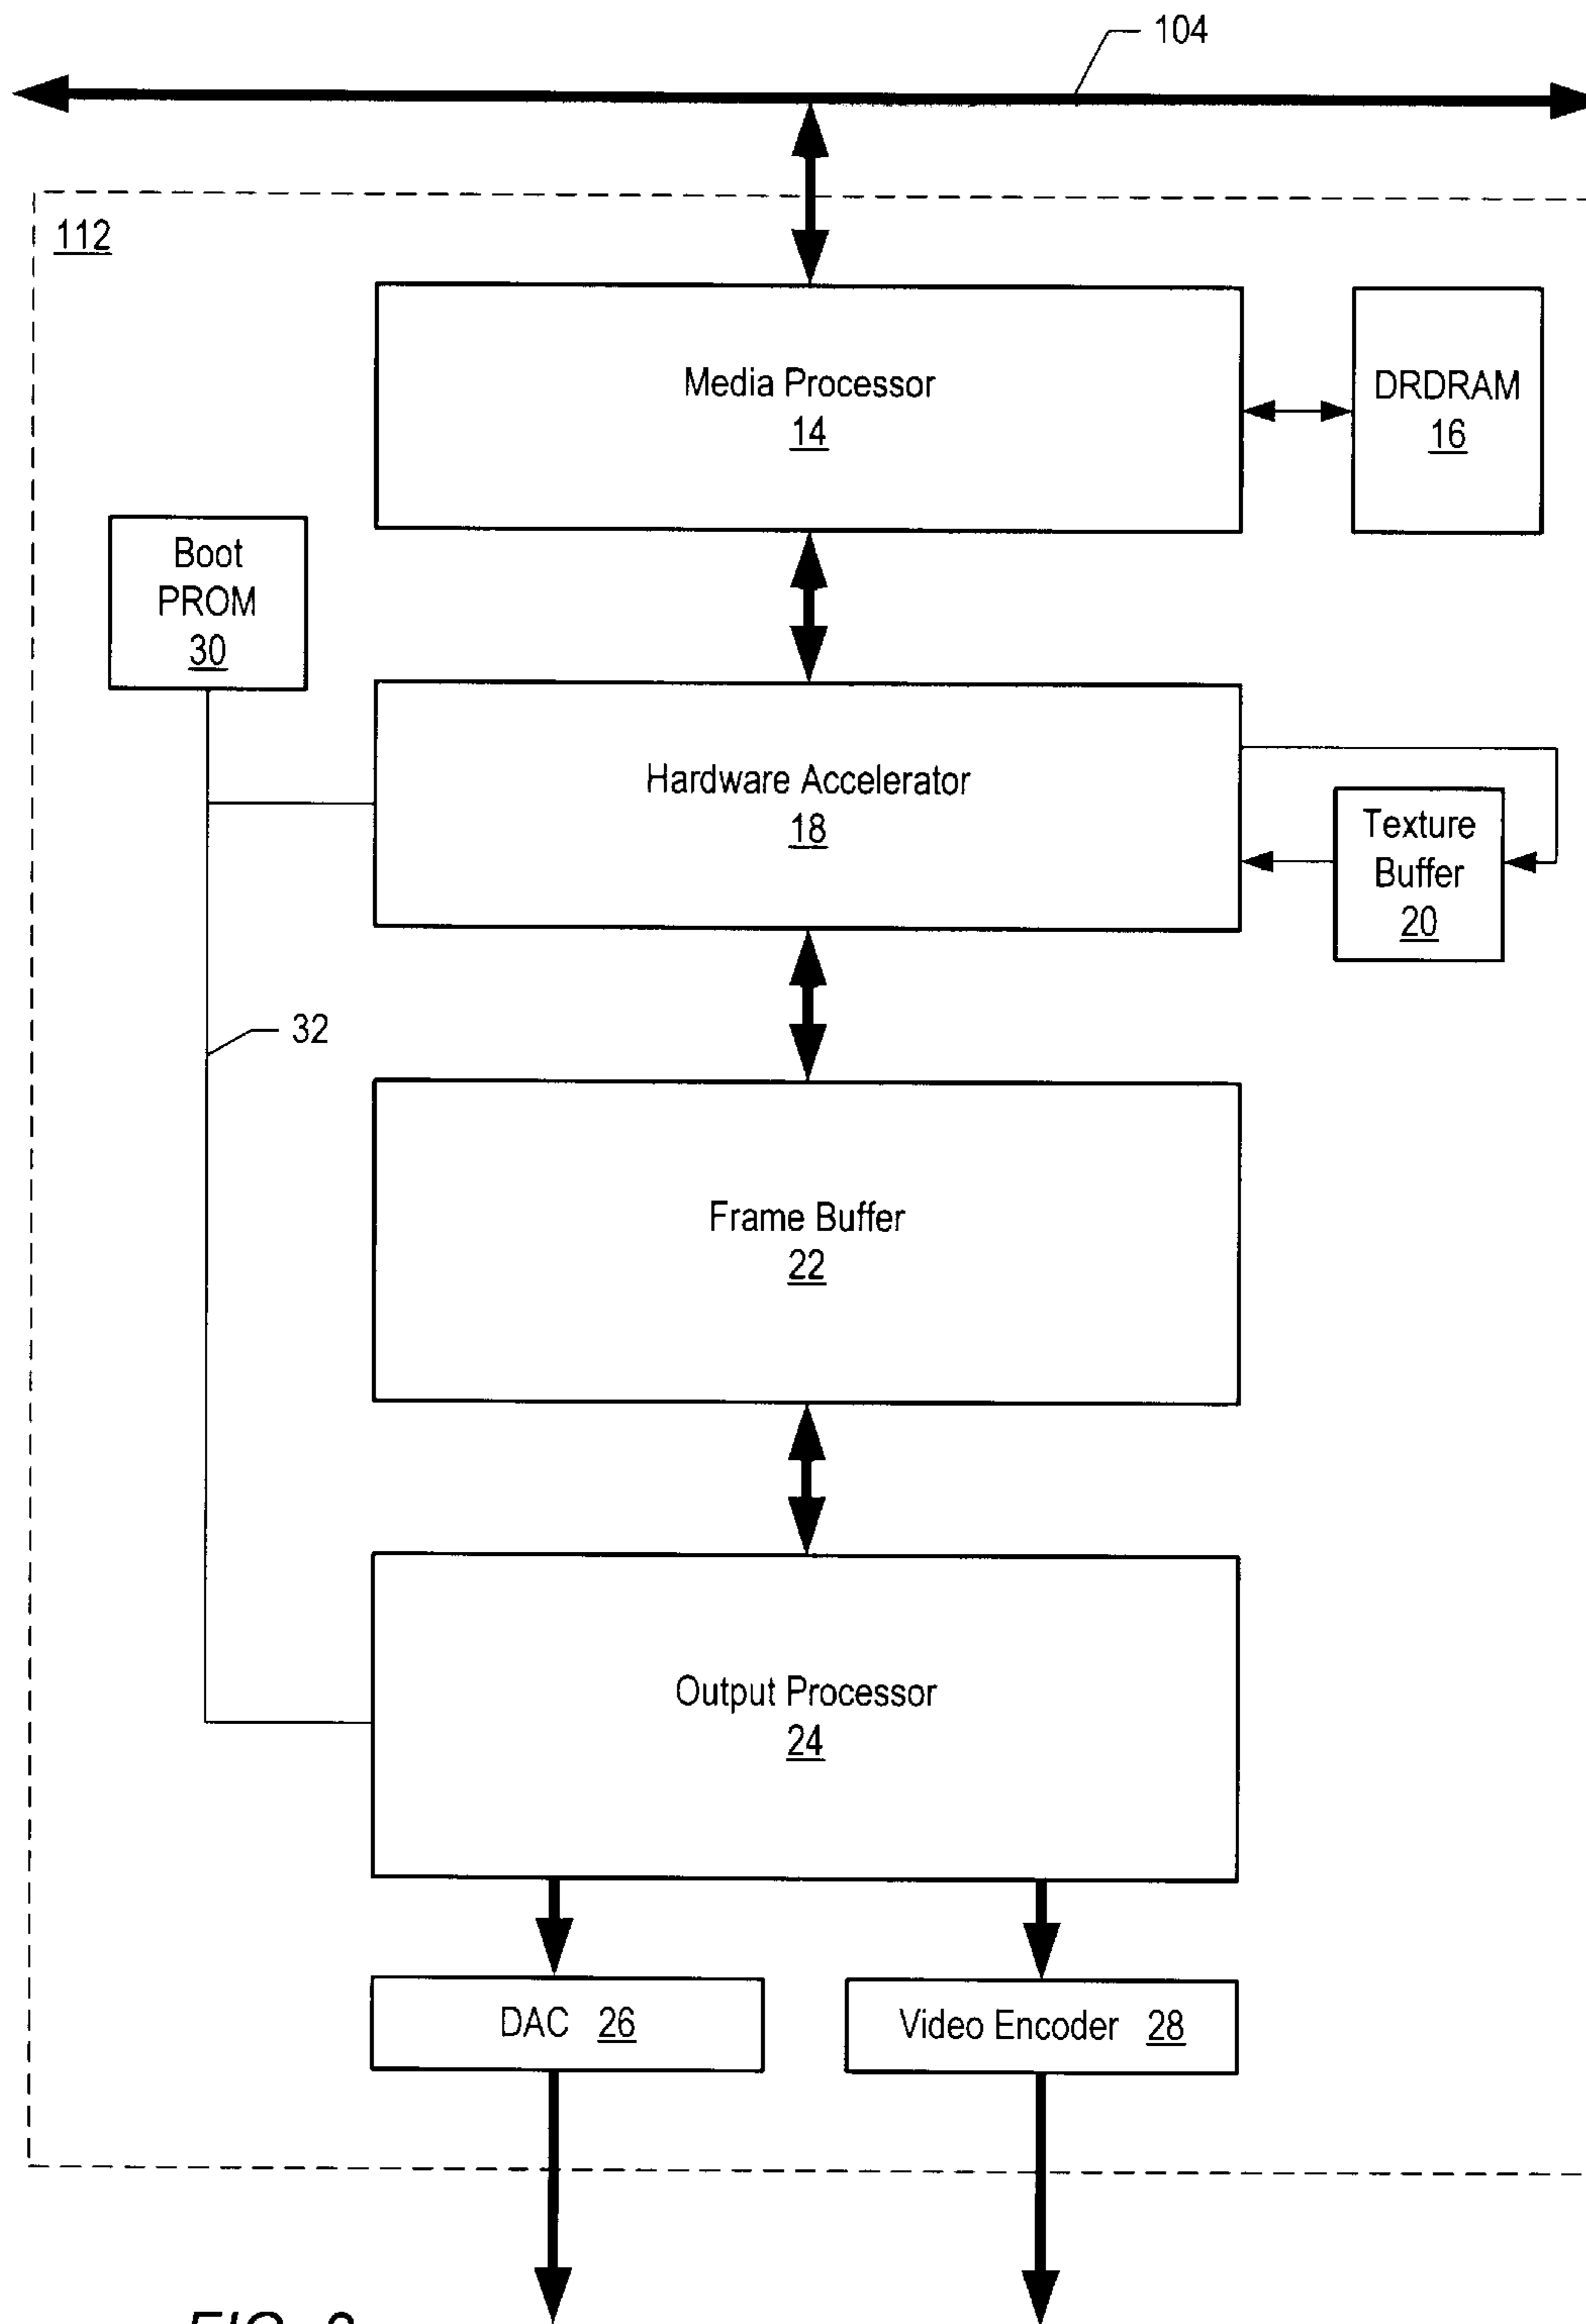 104
112
Media Processor
14
DRDRAM
16
Boot
PROM
30
Hardware Accelerator
18
Texture
Buffer
20
32
Frame Buffer
22
Output Processor
24
DAC 26
Video Encoder 28
FIG.